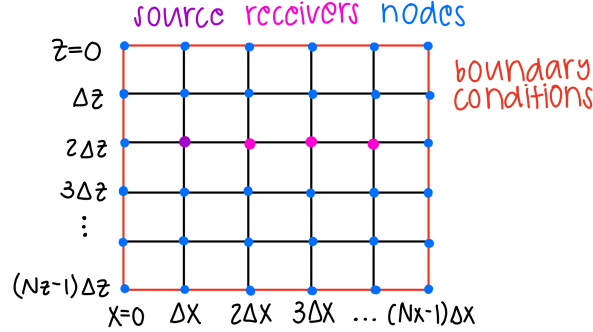 source receivers nodes
z=0
Δz
2Δz
3Δz
⋮
(Nz-1)Δz
boundary
conditions
x=0 Δx 2Δx 3Δx ... (Nx-1)Δx